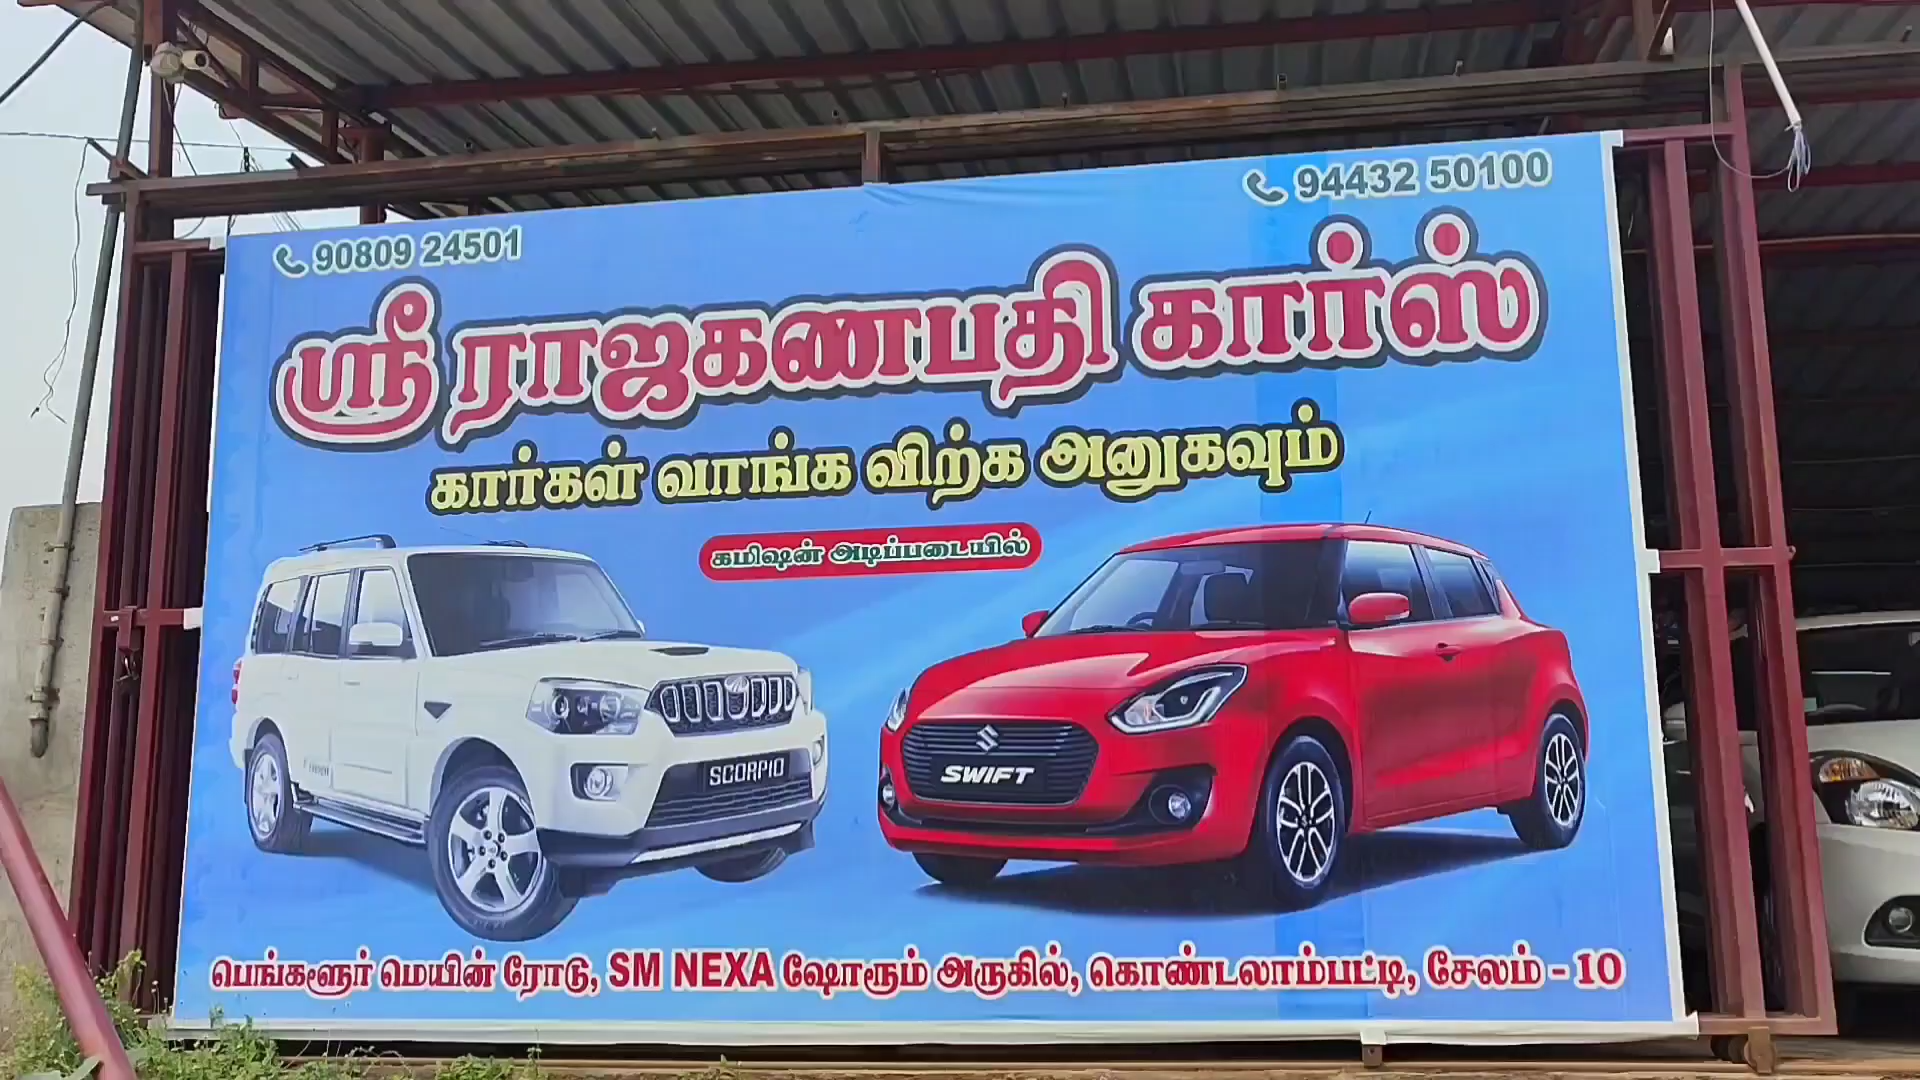 90809 24501
94432 50100
ஸ்ரீ ராஜகணபதி கார்ஸ்
கார்கள் வாங்க விற்க அனுகவும்
கமிஷன் அடிப்படையில்
SCORPIO
SWIFT
பெங்களூர் மெயின் ரோடு, SM NEXA ஷோரூம் அருகில், கொண்டலாம்பட்டி, சேலம் - 10